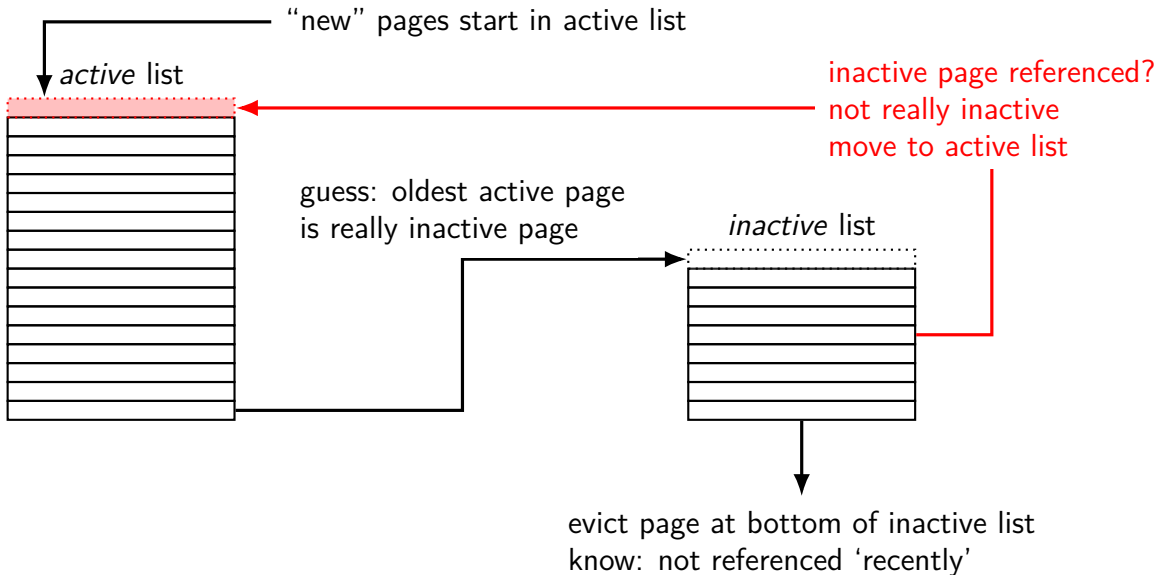 “new” pages start in active list
active list
inactive page referenced?
not really inactive
move to active list
guess: oldest active page
is really inactive page
inactive list
evict page at bottom of inactive list
know: not referenced ‘recently’